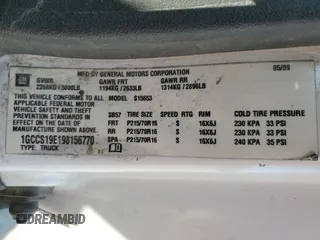 MFD BY GENERAL MOTORS CORPORATION
05/09
GM GVWR GAWR FRT GAWR RR
2268KG / 5000LB 1194KG / 2633LB 1314KG / 2896LB
THIS VEHICLE CONFORMS TO ALL MODEL: S15653
APPLICABLE FEDERAL MOTOR
VEHICLE SAFETY AND THEFT
PREVENTION STANDARDS IN SB57 TIRE SIZE SPEED RTG RIM COLD TIRE PRESSURE
EFFECT ON THE DATE OF FRT P215/70R16 S 16X6J 230 KPA 33 PSI
MANUFACTURE SHOWN ABOVE. RR P215/70R16 S 16X6J 230 KPA 33 PSI
1GCCS19E198156770 SPA P215/70R16 S 16X6J 240 KPA 35 PSI
TYPE: TRUCK